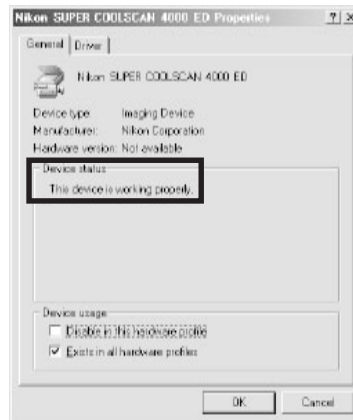 Nikon SUPER COOLSCAN 4000 ED Properties
General Driver
Nikon SUPER COOLSCAN 4000 ED
Device type: Imaging Device
Manufacturer: Nikon Corporation
Hardware version: Not available
Device status
This device is working properly.
Device usage
Disable in this hardware profile
Exists in all hardware profiles
OK Cancel